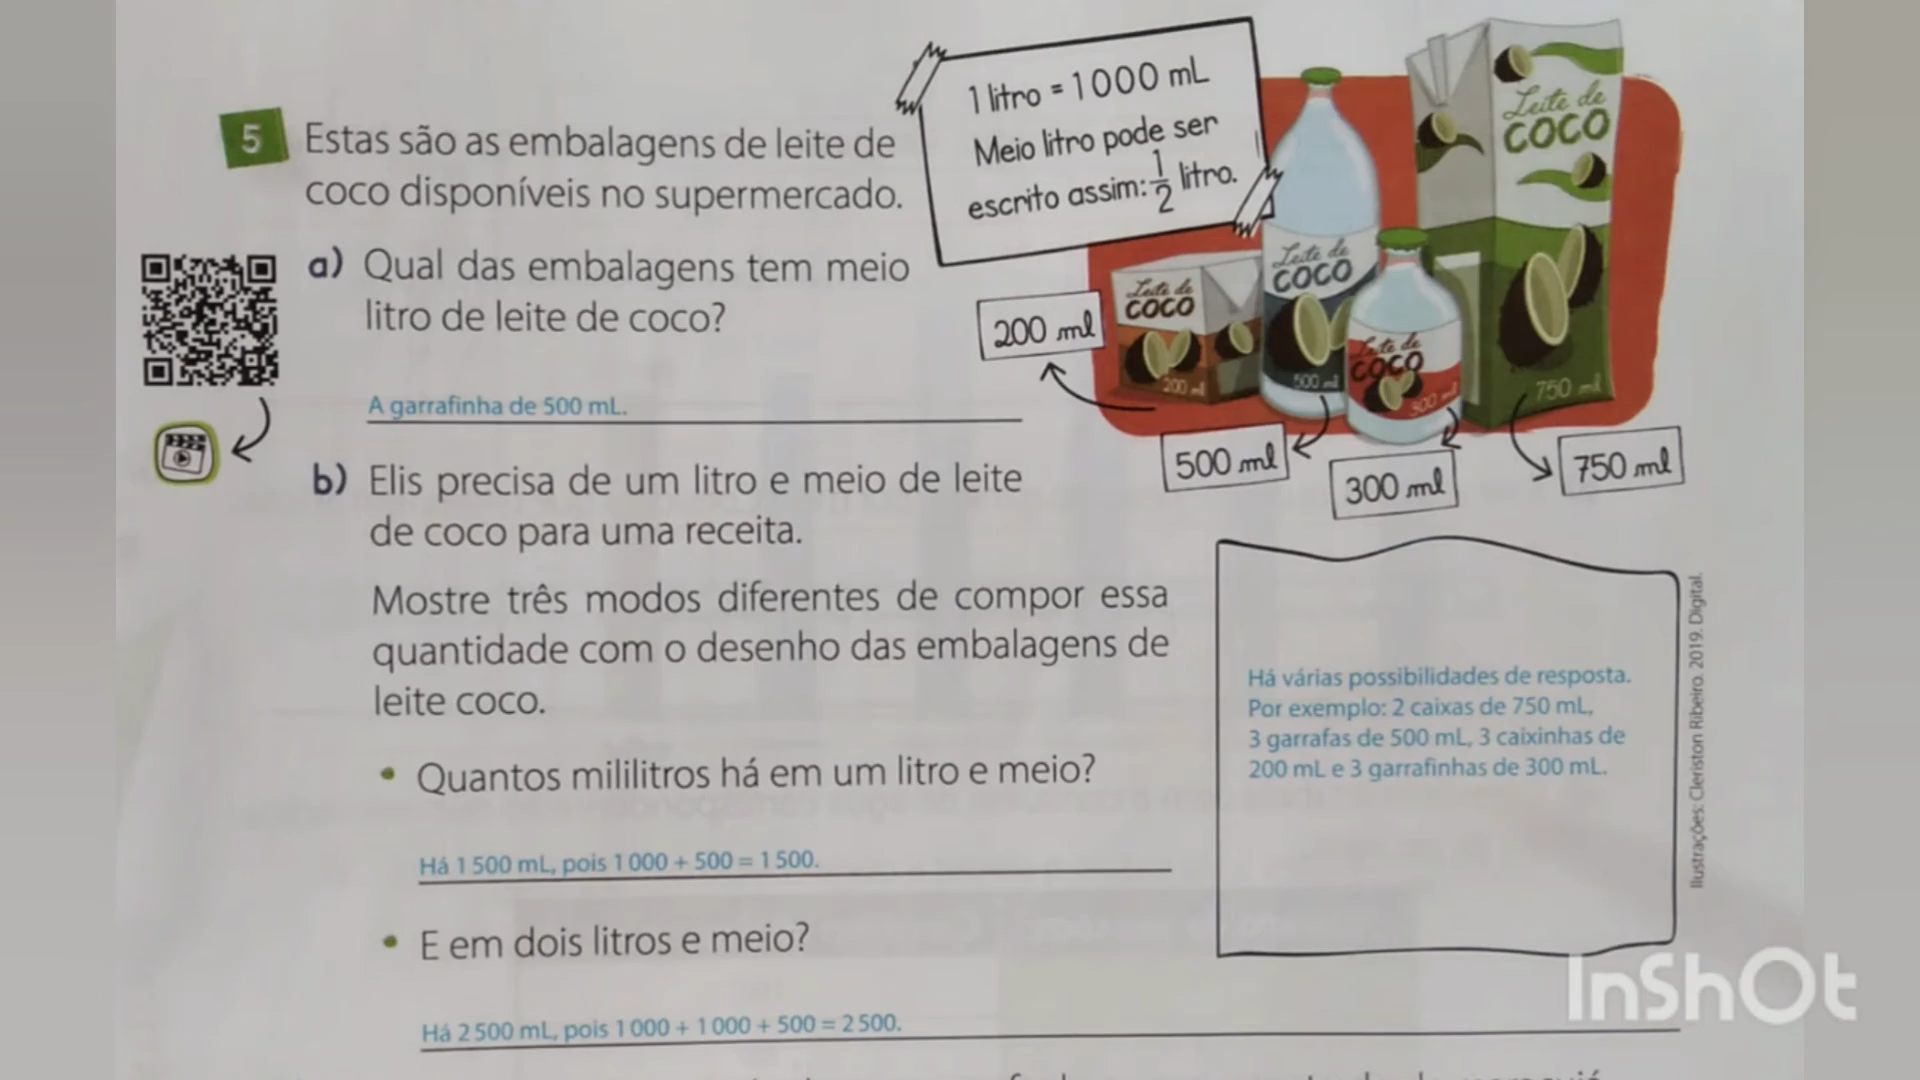 5 Estas são as embalagens de leite de
coco disponíveis no supermercado.
1 litro = 1000 mL
Meio litro pode ser
escrito assim: 1/2 litro.
a) Qual das embalagens tem meio
litro de leite de coco?
A garrafinha de 500 mL.
Leite de
COCO
200 ml
Leite de
COCO
500 ml
Leite de
COCO
300 ml
Leite de
COCO
750 ml
200 ml
500 ml
300 ml
750 ml
b) Elis precisa de um litro e meio de leite
de coco para uma receita.
Mostre três modos diferentes de compor essa
quantidade com o desenho das embalagens de
leite coco.
Há várias possibilidades de resposta.
Por exemplo: 2 caixas de 750 mL,
3 garrafas de 500 mL, 3 caixinhas de
200 mL e 3 garrafinhas de 300 mL.
Ilustrações: Cleriston Ribeiro. 2019. Digital.
• Quantos mililitros há em um litro e meio?
Há 1 500 mL, pois 1 000 + 500 = 1 500.
• E em dois litros e meio?
Há 2 500 mL, pois 1 000 + 1 000 + 500 = 2 500.
InShOt